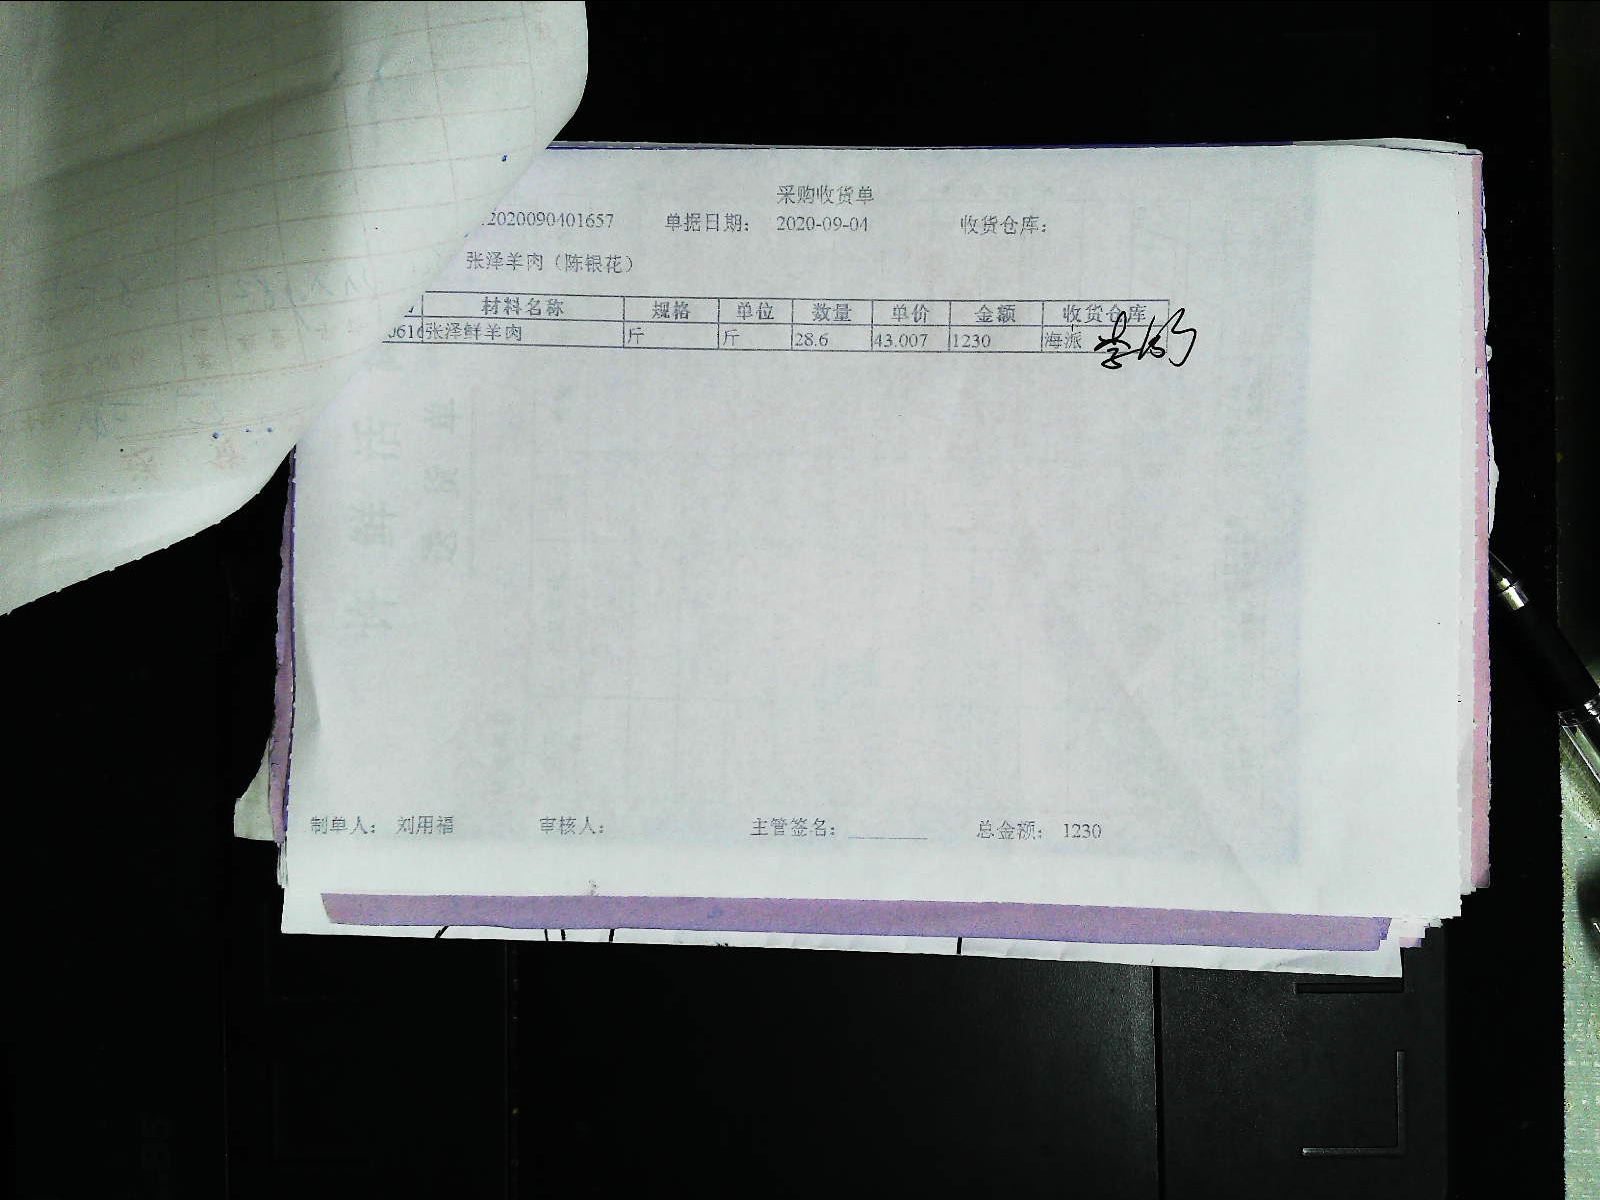 采购收货单
2020090401657 单据日期： 2020-09-04 收货仓库：
张泽羊肉（陈银花）
材料名称 规格 单位 数量 单价 金额 收货仓库
0616 张泽鲜羊肉 斤 斤 28.6 43.007 1230 海派
制单人： 刘用福 审核人： 主管签名： 总金额： 1230